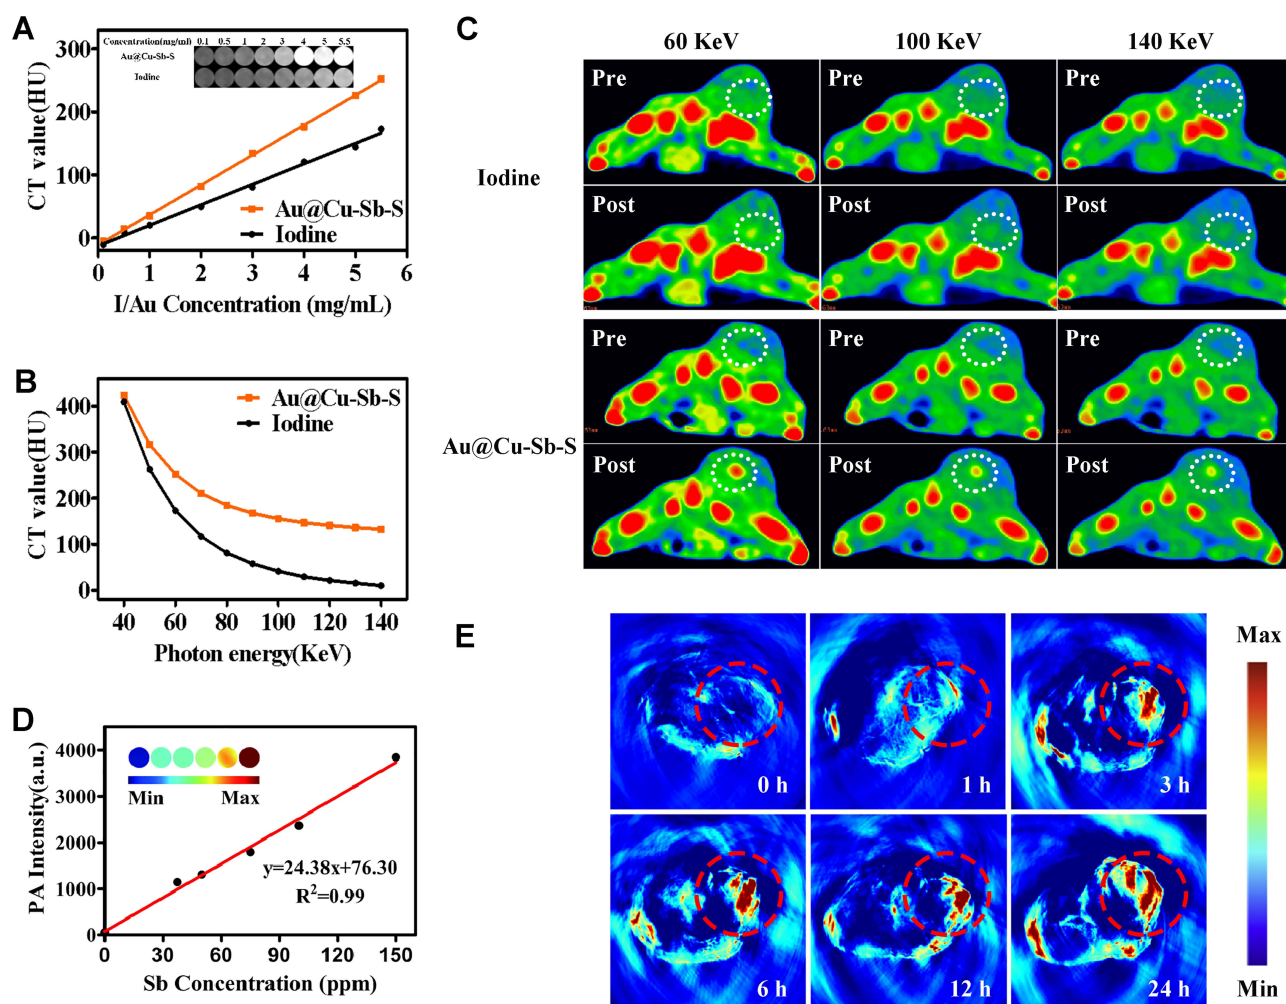 A
Concentration(mg/ml) 0.1 0.5 1 2 3 4 5 5.5
Au@Cu-Sb-S
Iodine
CT value(HU)
300
200
100
0
Au@Cu-Sb-S
Iodine
0 1 2 3 4 5 6
I/Au Concentration (mg/mL)
B
CT value(HU)
400
300
200
100
0
Au@Cu-Sb-S
Iodine
40 60 80 100 120 140
Photon energy(KeV)
C
60 KeV 100 KeV 140 KeV
Iodine
Pre Pre Pre
Post Post Post
Au@Cu-Sb-S
Pre Pre Pre
Post Post Post
D
PA Intensity(a.u.)
4000
3000
2000
1000
0
Min Max
y=24.38x+76.30
R²=0.99
0 30 60 90 120 150
Sb Concentration (ppm)
E
0 h 1 h 3 h
6 h 12 h 24 h
Max
Min